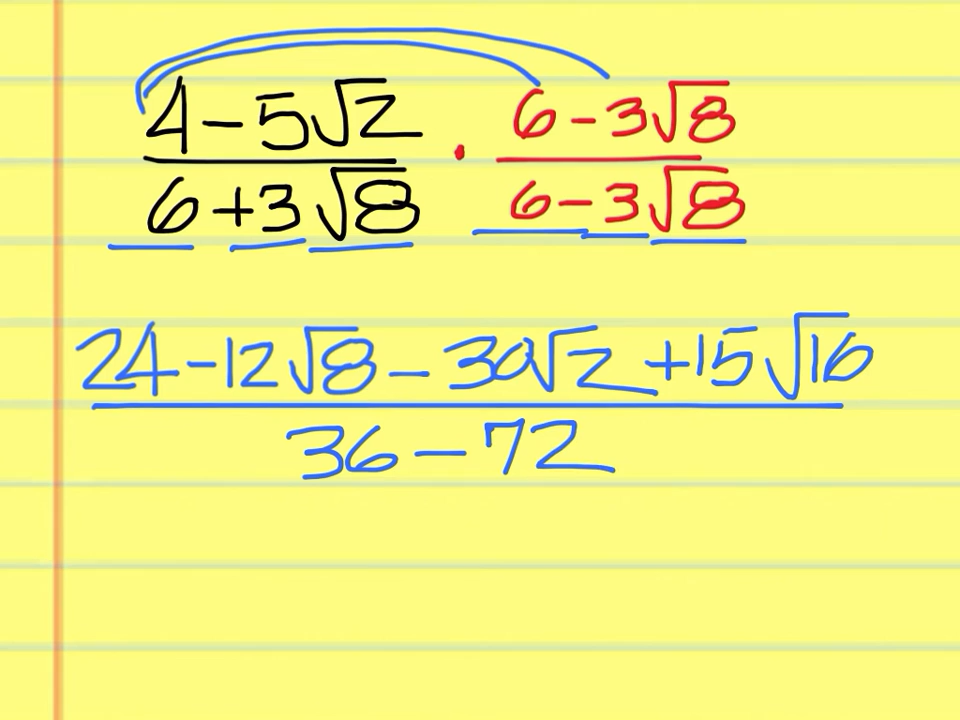 4 - 5√2 · 6 - 3√8
6 + 3√8 6 - 3√8
24 - 12√8 - 30√2 + 15√16
36 - 72